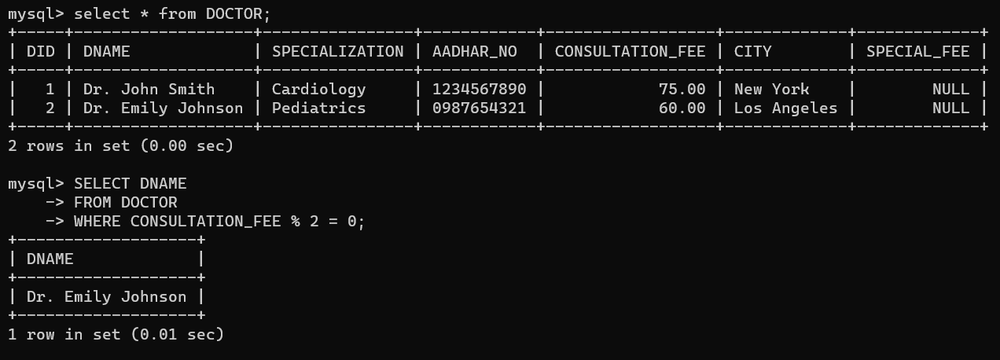 mysql> select * from DOCTOR;
+-----+-------------------+----------------+------------+------------------+-------------+-------------+
| DID | DNAME             | SPECIALIZATION | AADHAR_NO  | CONSULTATION_FEE | CITY        | SPECIAL_FEE |
+-----+-------------------+----------------+------------+------------------+-------------+-------------+
|   1 | Dr. John Smith    | Cardiology     | 1234567890 |            75.00 | New York    |        NULL |
|   2 | Dr. Emily Johnson | Pediatrics     | 0987654321 |            60.00 | Los Angeles |        NULL |
+-----+-------------------+----------------+------------+------------------+-------------+-------------+
2 rows in set (0.00 sec)

mysql> SELECT DNAME
    -> FROM DOCTOR
    -> WHERE CONSULTATION_FEE % 2 = 0;
+-------------------+
| DNAME             |
+-------------------+
| Dr. Emily Johnson |
+-------------------+
1 row in set (0.01 sec)